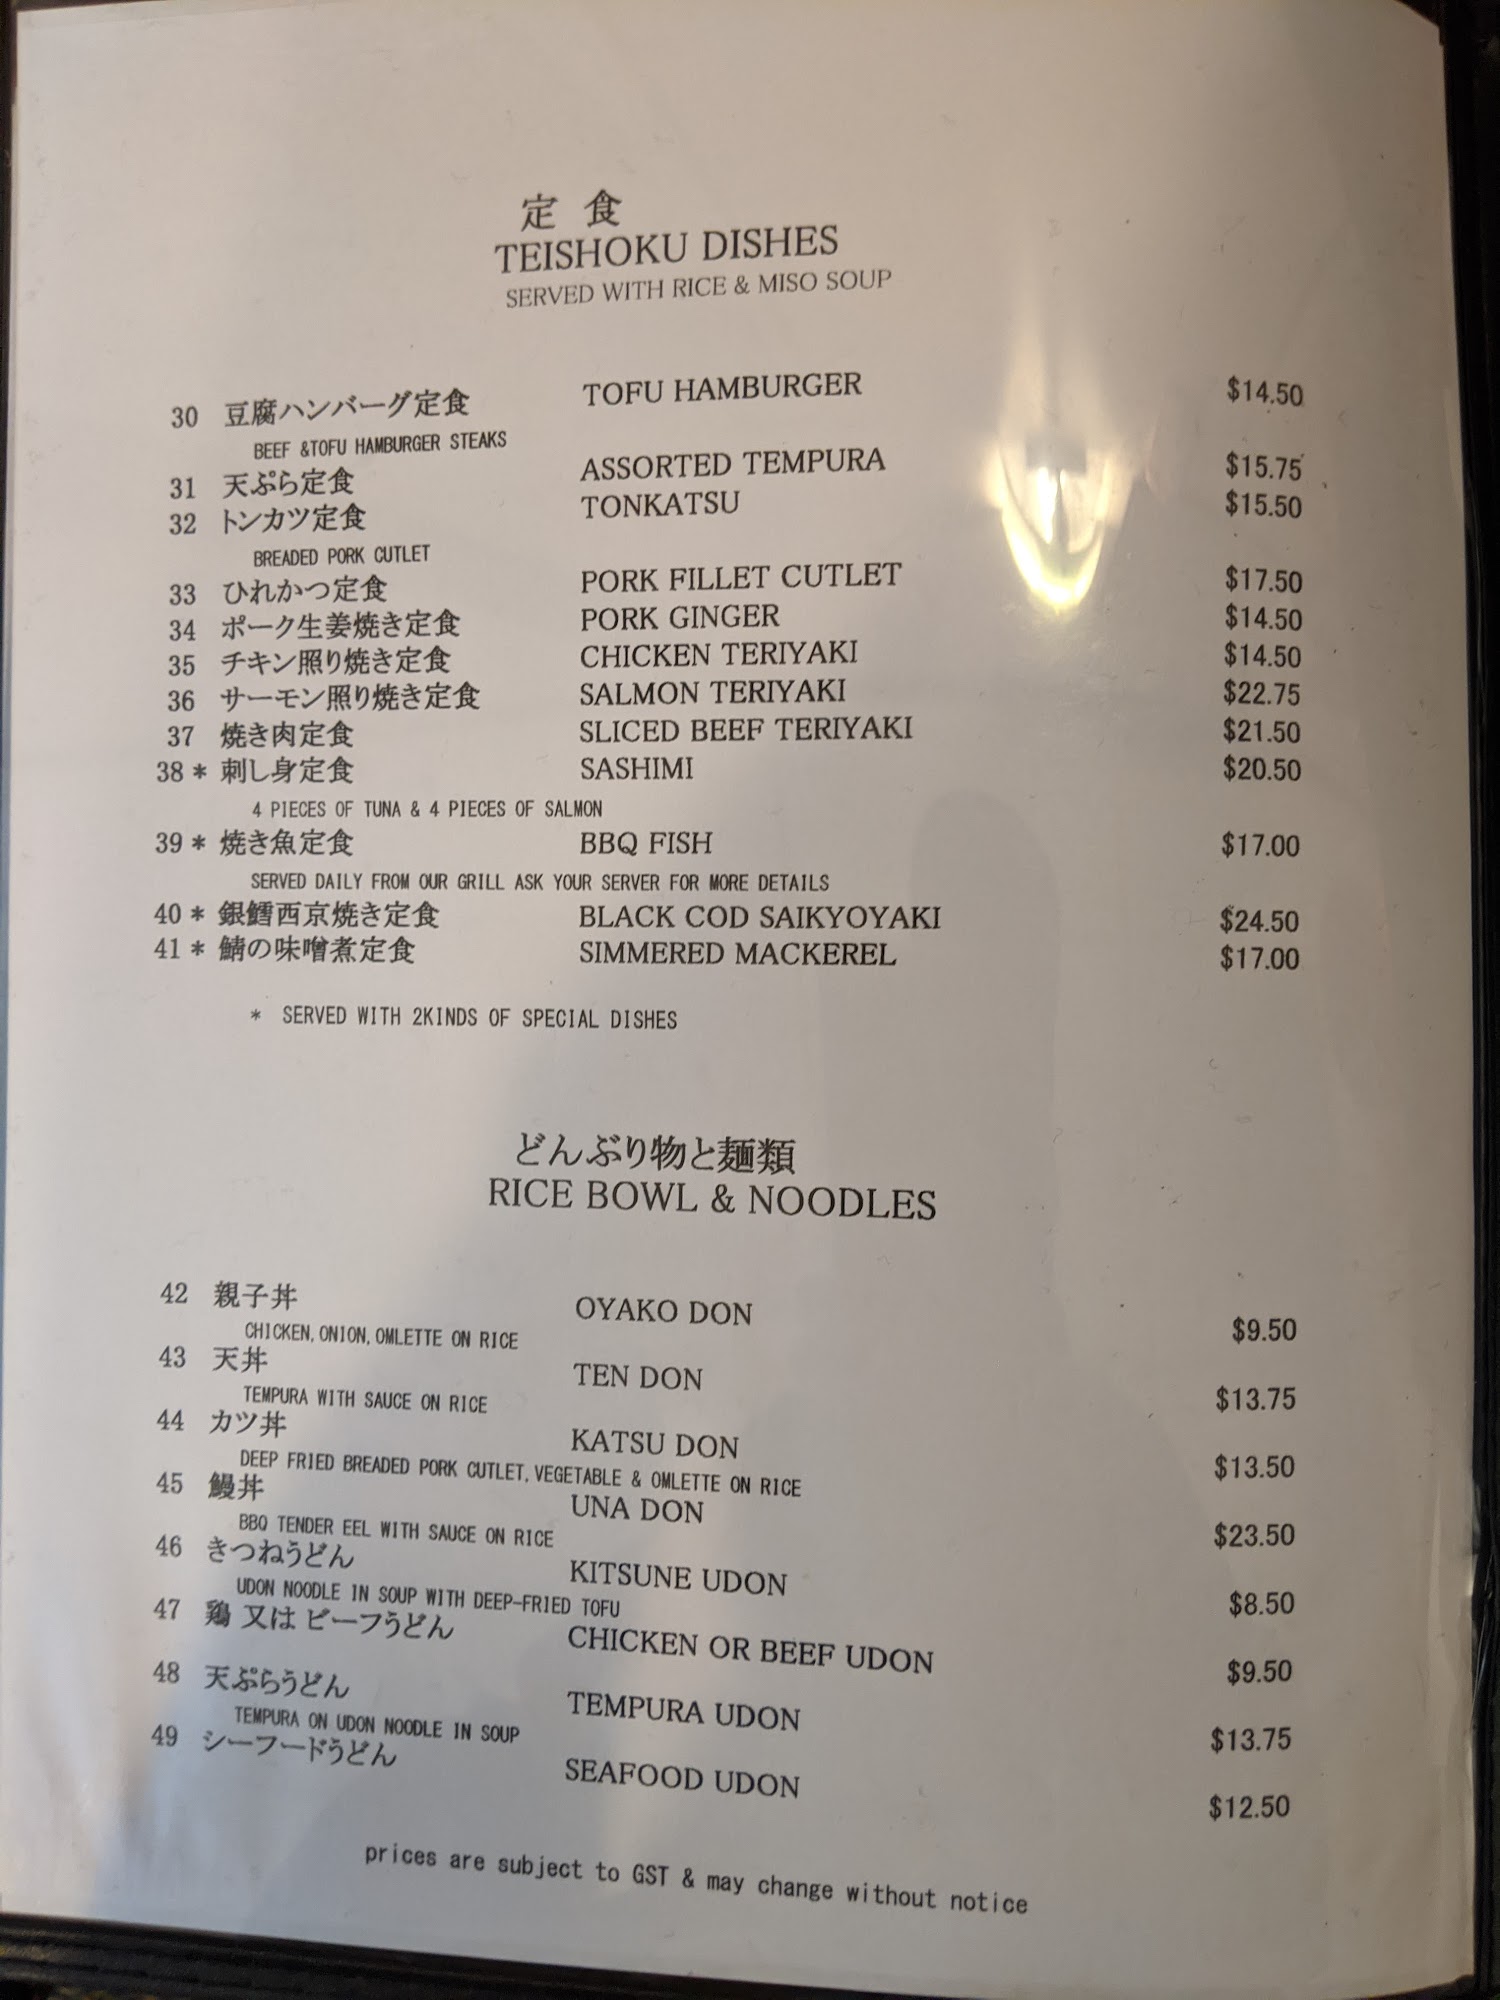 定 食
TEISHOKU DISHES
SERVED WITH RICE & MISO SOUP
30 豆腐ハンバーグ定食 TOFU HAMBURGER $14.50
BEEF &TOFU HAMBURGER STEAKS
31 天ぷら定食 ASSORTED TEMPURA $15.75
32 トンカツ定食 TONKATSU $15.50
BREADED PORK CUTLET
33 ひれかつ定食 PORK FILLET CUTLET $17.50
34 ポーク生姜焼き定食 PORK GINGER $14.50
35 チキン照り焼き定食 CHICKEN TERIYAKI $14.50
36 サーモン照り焼き定食 SALMON TERIYAKI $22.75
37 焼き肉定食 SLICED BEEF TERIYAKI $21.50
38 * 刺し身定食 SASHIMI $20.50
4 PIECES OF TUNA & 4 PIECES OF SALMON
39 * 焼き魚定食 BBQ FISH $17.00
SERVED DAILY FROM OUR GRILL ASK YOUR SERVER FOR MORE DETAILS
40 * 銀鱈西京焼き定食 BLACK COD SAIKYOYAKI $24.50
41 * 鯖の味噌煮定食 SIMMERED MACKEREL $17.00
* SERVED WITH 2KINDS OF SPECIAL DISHES
どんぶり物と麺類
RICE BOWL & NOODLES
42 親子丼 OYAKO DON $9.50
CHICKEN, ONION, OMLETTE ON RICE
43 天丼 TEN DON $13.75
TEMPURA WITH SAUCE ON RICE
44 カツ丼 KATSU DON $13.50
DEEP FRIED BREADED PORK CUTLET, VEGETABLE & OMLETTE ON RICE
45 鰻丼 UNA DON $23.50
BBQ TENDER EEL WITH SAUCE ON RICE
46 きつねうどん KITSUNE UDON $8.50
UDON NOODLE IN SOUP WITH DEEP-FRIED TOFU
47 鶏 又は ビーフうどん CHICKEN OR BEEF UDON $9.50
48 天ぷらうどん TEMPURA UDON $13.75
TEMPURA ON UDON NOODLE IN SOUP
49 シーフードうどん SEAFOOD UDON $12.50
prices are subject to GST & may change without notice